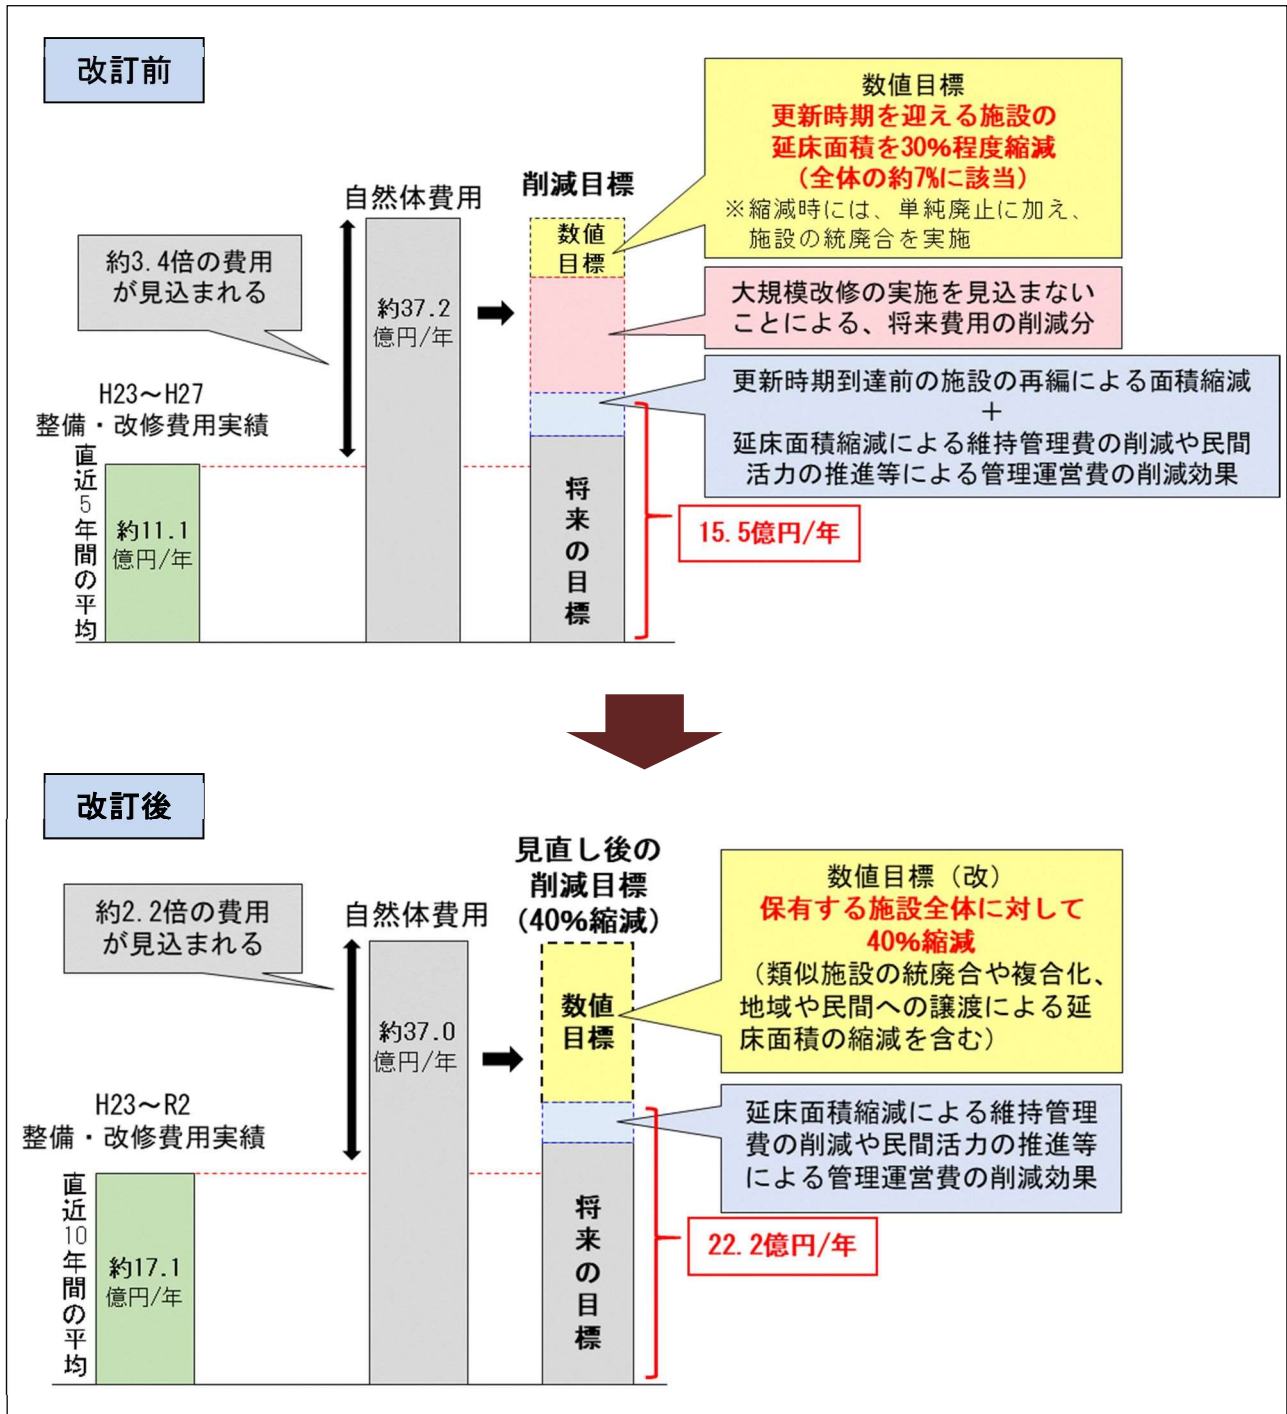 改訂前
数値目標
更新時期を迎える施設の
延床面積を30%程度縮減
(全体の約7%に該当)
※縮減時には、単純廃止に加え、
施設の統廃合を実施
自然体費用
削減目標
数値
目標
約3.4倍の費用
が見込まれる
約37.2
億円/年
大規模改修の実施を見込まない
ことによる、将来費用の削減分
更新時期到達前の施設の再編による面積縮減
+
延床面積縮減による維持管理費の削減や民間
活力の推進等による管理運営費の削減効果
H23~H27
整備・改修費用実績
直近5年間の平均
約11.1
億円/年
将来の目標
15.5億円/年
改訂後
見直し後の
削減目標
(40%縮減)
自然体費用
約2.2倍の費用
が見込まれる
数値目標(改)
保有する施設全体に対して
40%縮減
(類似施設の統廃合や複合化、
地域や民間への譲渡による延
床面積の縮減を含む)
数値
目標
約37.0
億円/年
H23~R2
整備・改修費用実績
延床面積縮減による維持管理
費の削減や民間活力の推進等
による管理運営費の削減効果
直近10年間の平均
約17.1
億円/年
将来の目標
22.2億円/年